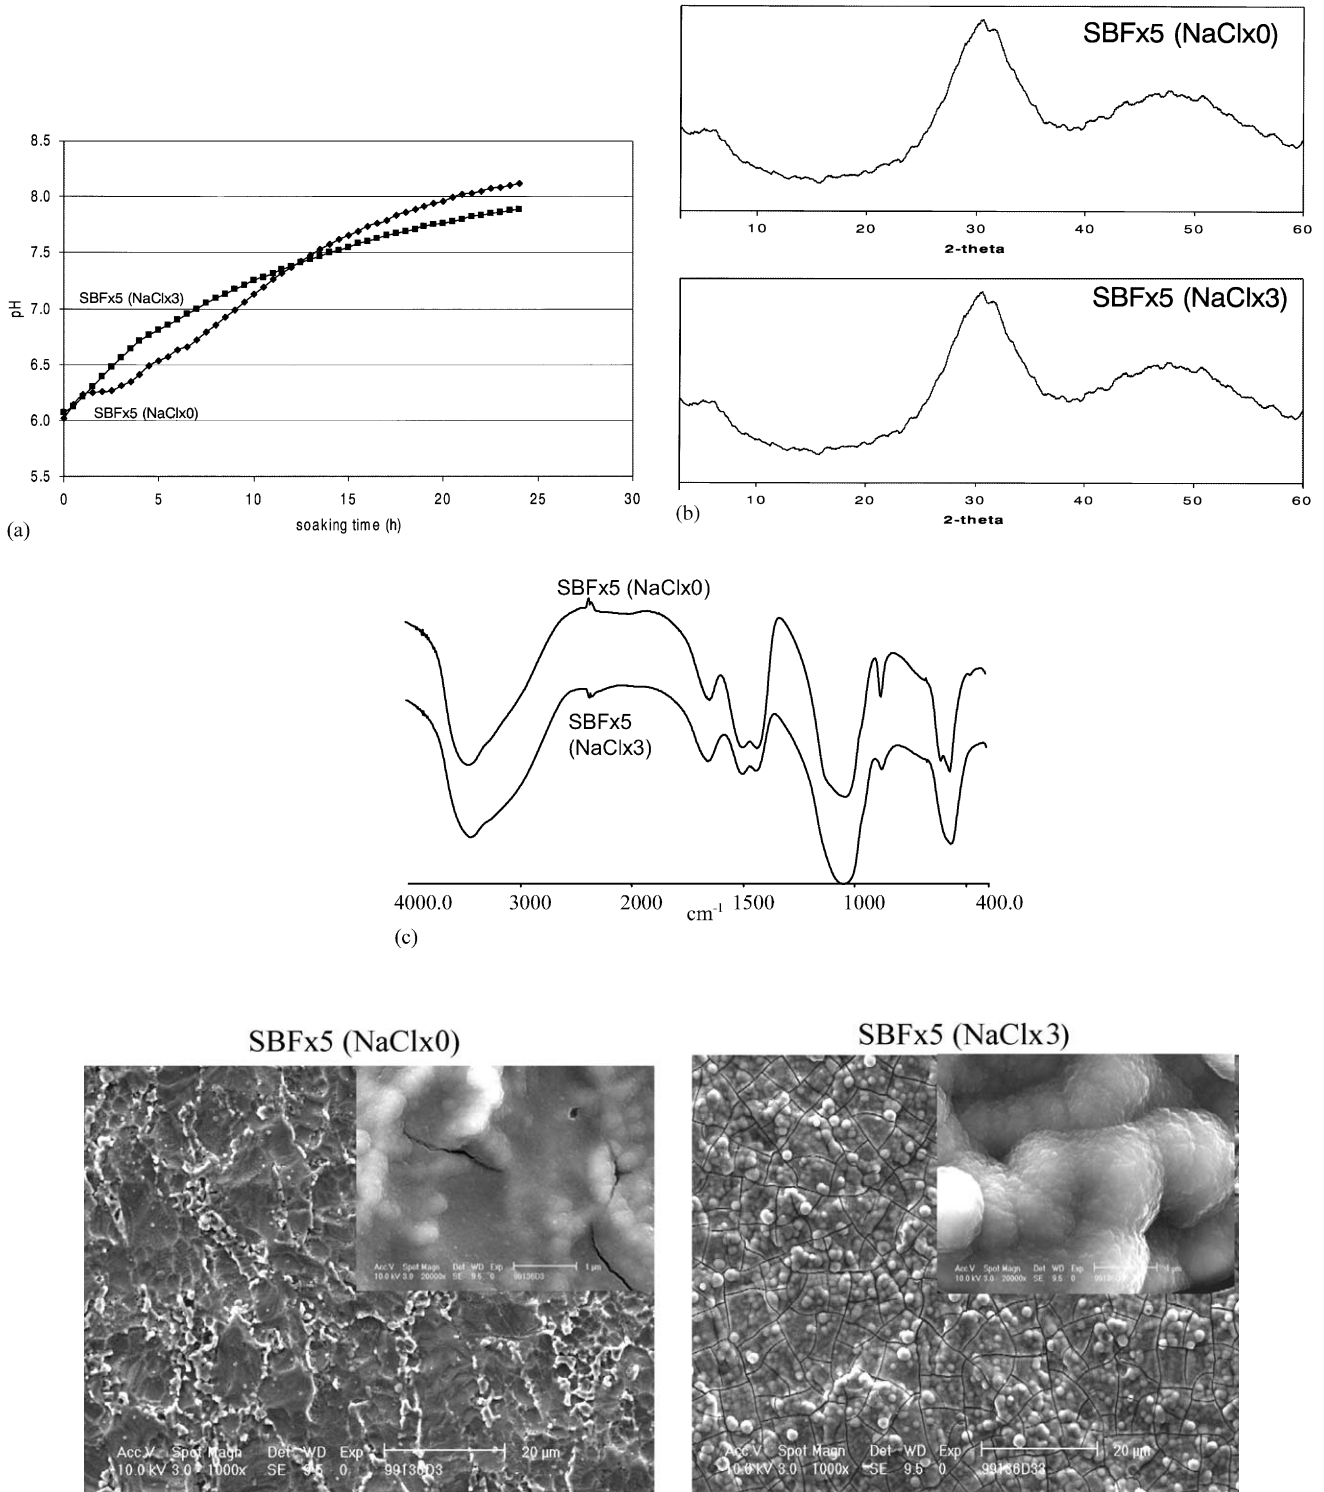 8.5
8.0
7.5
7.0
6.5
6.0
5.5
pH
SBFx5 (NaClx3)
SBFx5 (NaClx0)
0 5 10 15 20 25 30
soaking time (h)
(a)
SBFx5 (NaClx0)
10 20 30 40 50 60
2-theta
SBFx5 (NaClx3)
10 20 30 40 50 60
2-theta
(b)
SBFx5 (NaClx0)
SBFx5
(NaClx3)
4000.0 3000 2000 1500 1000 400.0
cm-1
(c)
SBFx5 (NaClx0)
Acc.V Spot Magn Det WD Exp 1 µm
10.0 kV 3.0 20000x SE 9.5 0 99136D3
Acc.V Spot Magn Det WD Exp 20 µm
10.0 kV 3.0 1000x SE 9.5 0 99136D3
SBFx5 (NaClx3)
Acc.V Spot Magn Det WD Exp 1 µm
10.0 kV 3.0 20000x SE 9.5 0
Acc.V Spot Magn Det WD Exp 20 µm
10.0 kV 3.0 1000x SE 9.5 0 99136D33